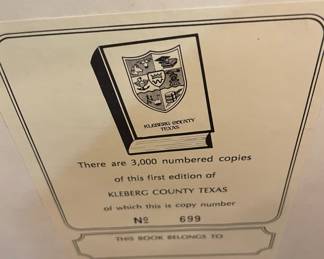 KLEBERG COUNTY
TEXAS
There are 3,000 numbered copies
of this first edition of
KLEBERG COUNTY TEXAS
of which this is copy number
Nº 699
THIS BOOK BELONGS TO